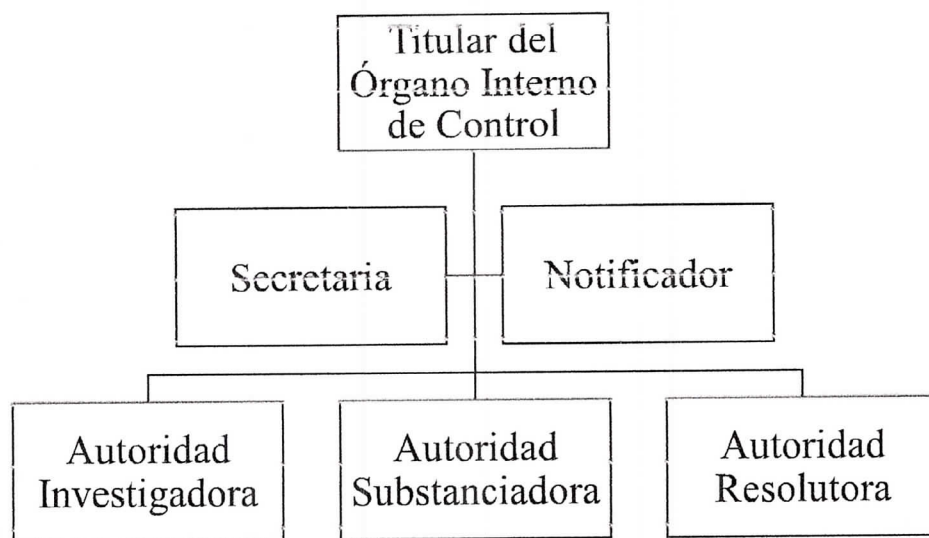 Titular del
Órgano Interno
de Control
Secretaria
Notificador
Autoridad
Investigadora
Autoridad
Substanciadora
Autoridad
Resolutora